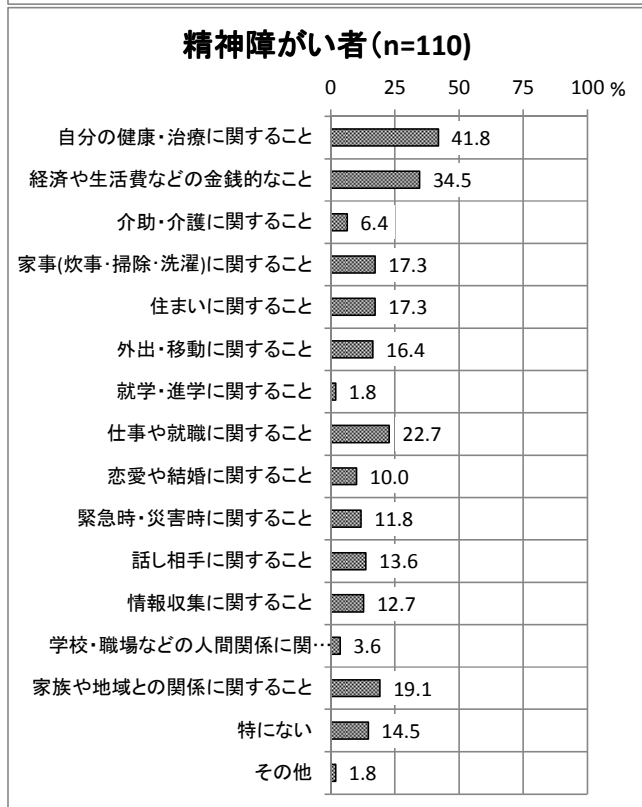 精神障がい者(n=110)
0 25 50 75 100 %
自分の健康・治療に関すること 41.8
経済や生活費などの金銭的なこと 34.5
介助・介護に関すること 6.4
家事(炊事・掃除・洗濯)に関すること 17.3
住まいに関すること 17.3
外出・移動に関すること 16.4
就学・進学に関すること 1.8
仕事や就職に関すること 22.7
恋愛や結婚に関すること 10.0
緊急時・災害時に関すること 11.8
話し相手に関すること 13.6
情報収集に関すること 12.7
学校・職場などの人間関係に関… 3.6
家族や地域との関係に関すること 19.1
特にない 14.5
その他 1.8